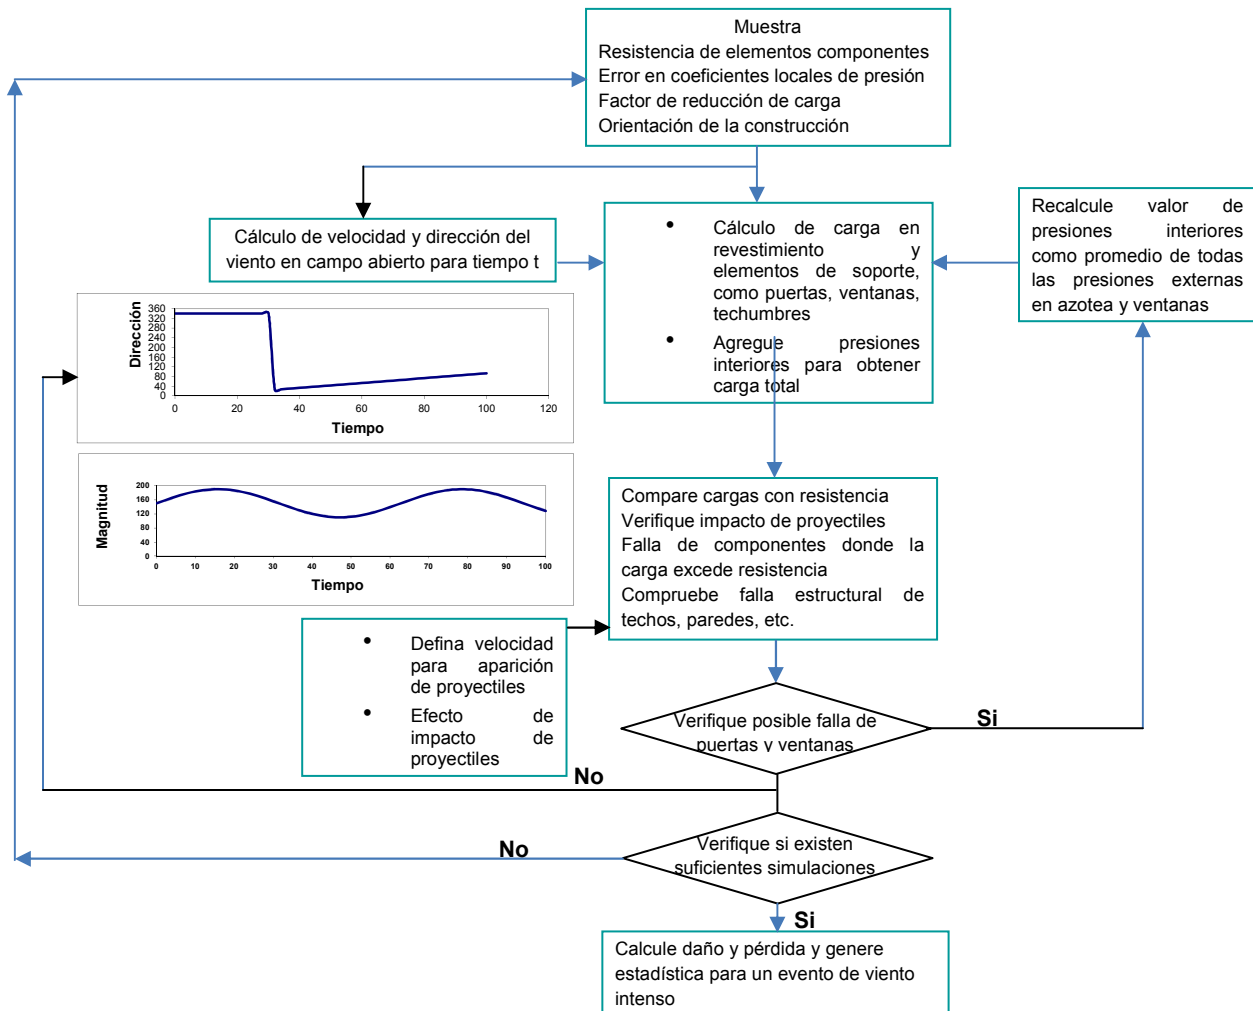 Muestra
Resistencia de elementos componentes
Error en coeficientes locales de presión
Factor de reducción de carga
Orientación de la construcción
Cálculo de velocidad y dirección del
viento en campo abierto para tiempo t
• Cálculo de carga en
revestimiento y
elementos de soporte,
como puertas, ventanas,
techumbres
• Agregue presiones
interiores para obtener
carga total
Recalcule valor de
presiones interiores
como promedio de todas
las presiones externas
en azotea y ventanas
Dirección
360
320
280
240
200
160
120
80
40
0
0 20 40 60 80 100 120
Tiempo
Magnitud
200
160
120
80
40
0
0 10 20 30 40 50 60 70 80 90 100
Tiempo
Compare cargas con resistencia
Verifique impacto de proyectiles
Falla de componentes donde la
carga excede resistencia
Compruebe falla estructural de
techos, paredes, etc.
• Defina velocidad
para aparición
de proyectiles
• Efecto de
impacto de
proyectiles
Verifique posible falla de
puertas y ventanas
Si
No
Verifique si existen
suficientes simulaciones
No
Si
Calcule daño y pérdida y genere
estadística para un evento de viento
intenso